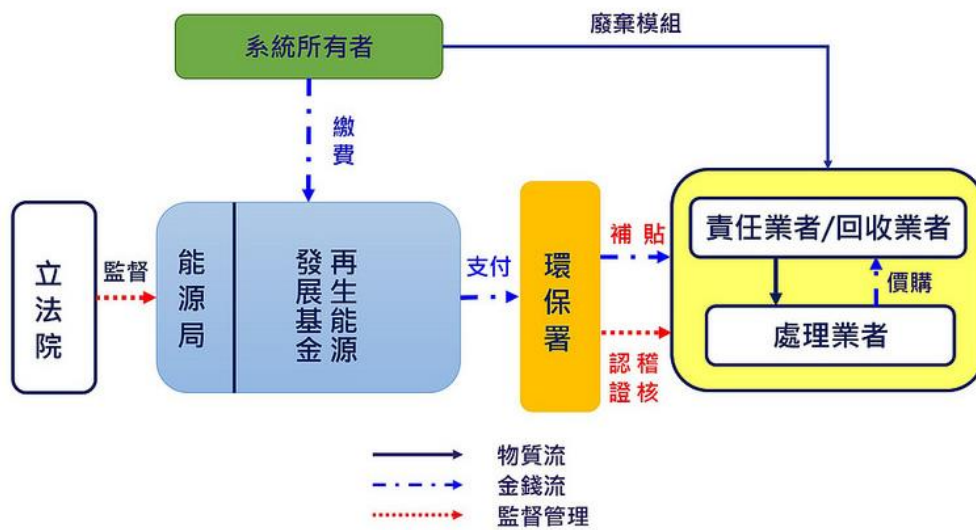 系統所有者
廢棄模組
繳費
立法院
監督
能源局
再生能源
發展基金
支付
環保署
補貼
稽核
認證
責任業者/回收業者
價購
處理業者
物質流
金錢流
監督管理